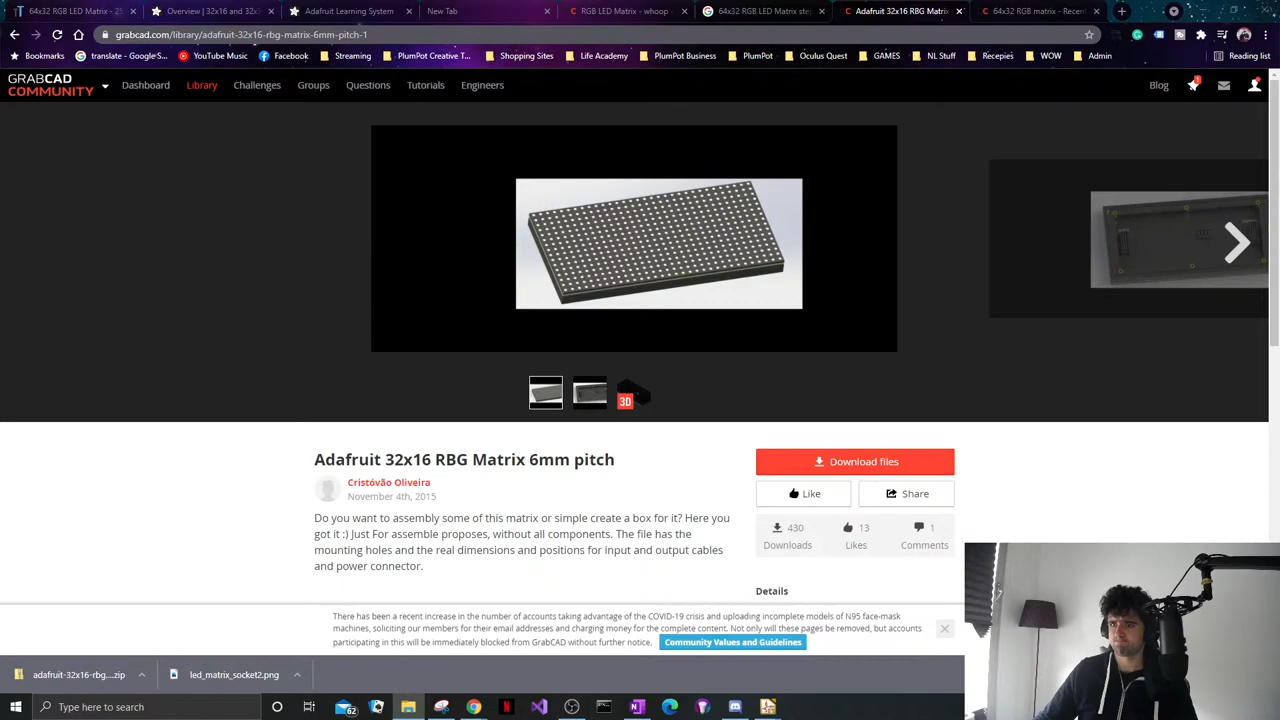 64x32 RGB LED Matrix - 25
Overview | 32x16 and 32x
Adafruit Learning System
New Tab
RGB LED Matrix - whoop
64x32 RGB LED Matrix step
Adafruit 32x16 RBG Matrix
64x32 RGB matrix - Recent
grabcad.com/library/adafruit-32x16-rbg-matrix-6mm-pitch-1
Bookmarks
translate - GoogleS...
YouTube Music
Facebook
Streaming
PlumPot Creative T...
Shopping Sites
Life Academy
PlumPot Business
PlumPot
Oculus Quest
GAMES
NL Stuff
Recepies
WOW
Admin
Reading list
GRABCAD
COMMUNITY
Dashboard
Library
Challenges
Groups
Questions
Tutorials
Engineers
Blog
1
3D
Adafruit 32x16 RBG Matrix 6mm pitch
Cristóvão Oliveira
November 4th, 2015
Do you want to assembly some of this matrix or simple create a box for it? Here you
got it :) Just For assemble proposes, without all components. The file has the
mounting holes and the real dimensions and positions for input and output cables
and power connector.
Download files
Like
Share
430
Downloads
13
Likes
1
Comments
Details
There has been a recent increase in the number of accounts taking advantage of the COVID-19 crisis and uploading incomplete models of N95 face-mask
machines, soliciting our members for their email addresses and charging money for the complete content. Not only will these pages be removed, but accounts
participating in this will be immediately blocked from GrabCAD without further notice.
Community Values and Guidelines
adafruit-32x16-rbg....zip
led_matrix_socket2.png
Type here to search